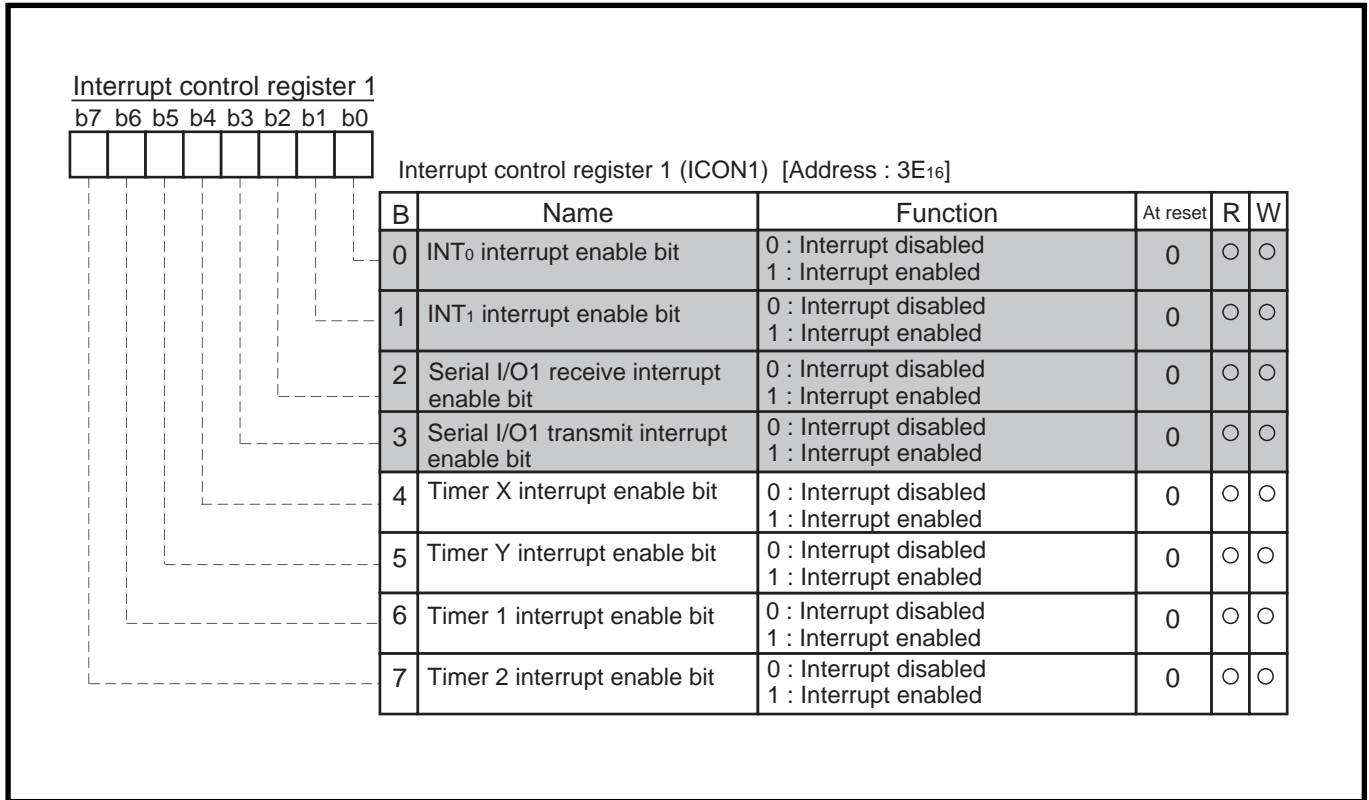 Interrupt control register 1
b7 b6 b5 b4 b3 b2 b1 b0
Interrupt control register 1 (ICON1) [Address : 3E16]
B Name Function At reset R W
0 INT0 interrupt enable bit 0 : Interrupt disabled 0 ○ ○
1 : Interrupt enabled
1 INT1 interrupt enable bit 0 : Interrupt disabled 0 ○ ○
1 : Interrupt enabled
2 Serial I/O1 receive interrupt 0 : Interrupt disabled 0 ○ ○
enable bit 1 : Interrupt enabled
3 Serial I/O1 transmit interrupt 0 : Interrupt disabled 0 ○ ○
enable bit 1 : Interrupt enabled
4 Timer X interrupt enable bit 0 : Interrupt disabled 0 ○ ○
1 : Interrupt enabled
5 Timer Y interrupt enable bit 0 : Interrupt disabled 0 ○ ○
1 : Interrupt enabled
6 Timer 1 interrupt enable bit 0 : Interrupt disabled 0 ○ ○
1 : Interrupt enabled
7 Timer 2 interrupt enable bit 0 : Interrupt disabled 0 ○ ○
1 : Interrupt enabled